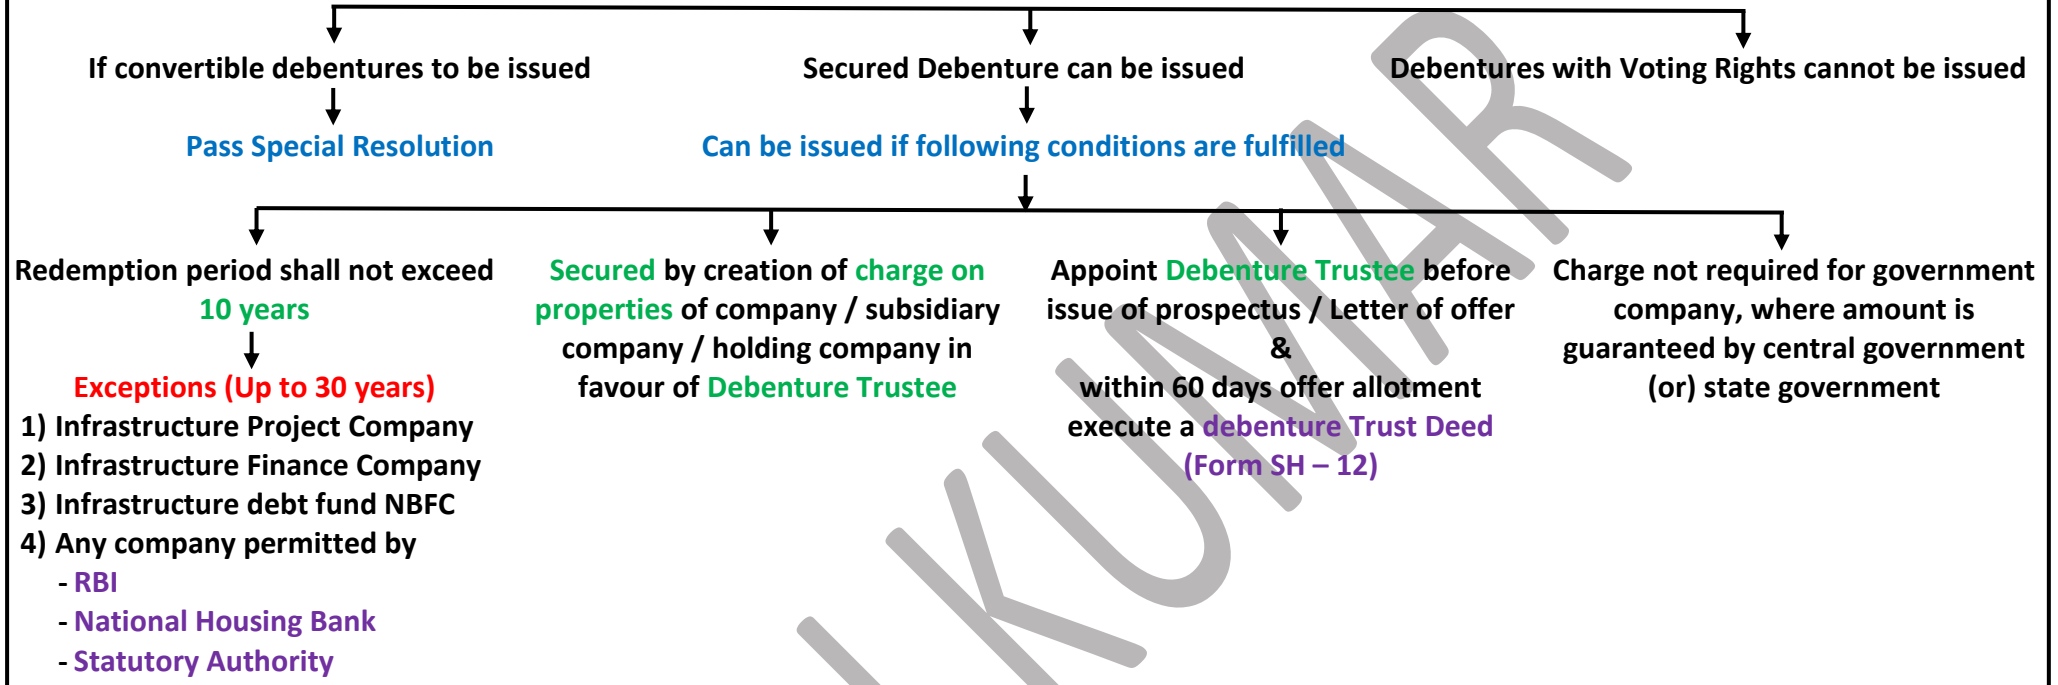 If convertible debentures to be issued
Secured Debenture can be issued
Debentures with Voting Rights cannot be issued
Pass Special Resolution
Can be issued if following conditions are fulfilled
Redemption period shall not exceed
10 years
Exceptions (Up to 30 years)
1) Infrastructure Project Company
2) Infrastructure Finance Company
3) Infrastructure debt fund NBFC
4) Any company permitted by
- RBI
- National Housing Bank
- Statutory Authority
Secured by creation of charge on
properties of company / subsidiary
company / holding company in
favour of Debenture Trustee
Appoint Debenture Trustee before
issue of prospectus / Letter of offer
&
within 60 days offer allotment
execute a debenture Trust Deed
(Form SH – 12)
Charge not required for government
company, where amount is
guaranteed by central government
(or) state government
KUMAR